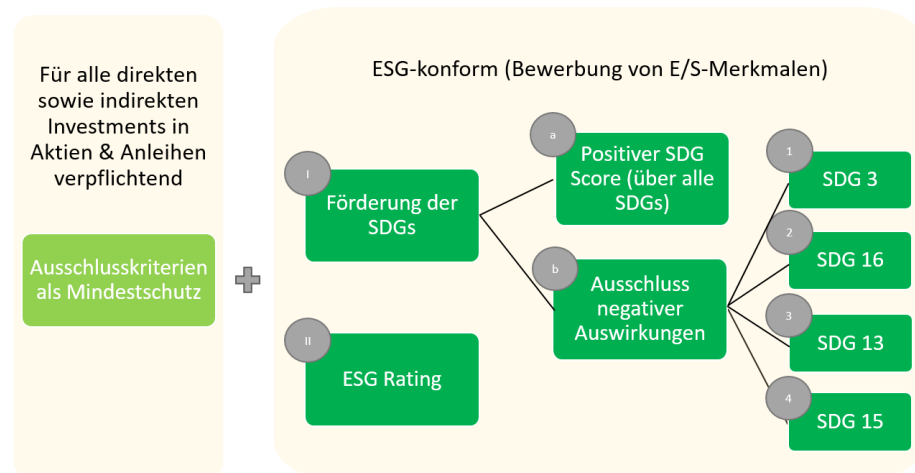 Für alle direkten
sowie indirekten
Investments in
Aktien & Anleihen
verpflichtend
Ausschlusskriterien
als Mindestschutz
ESG-konform (Bewerbung von E/S-Merkmalen)
I
Förderung der
SDGs
II
ESG Rating
a
Positiver SDG
Score (über alle
SDGs)
b
Ausschluss
negativer
Auswirkungen
1
SDG 3
2
SDG 16
3
SDG 13
4
SDG 15